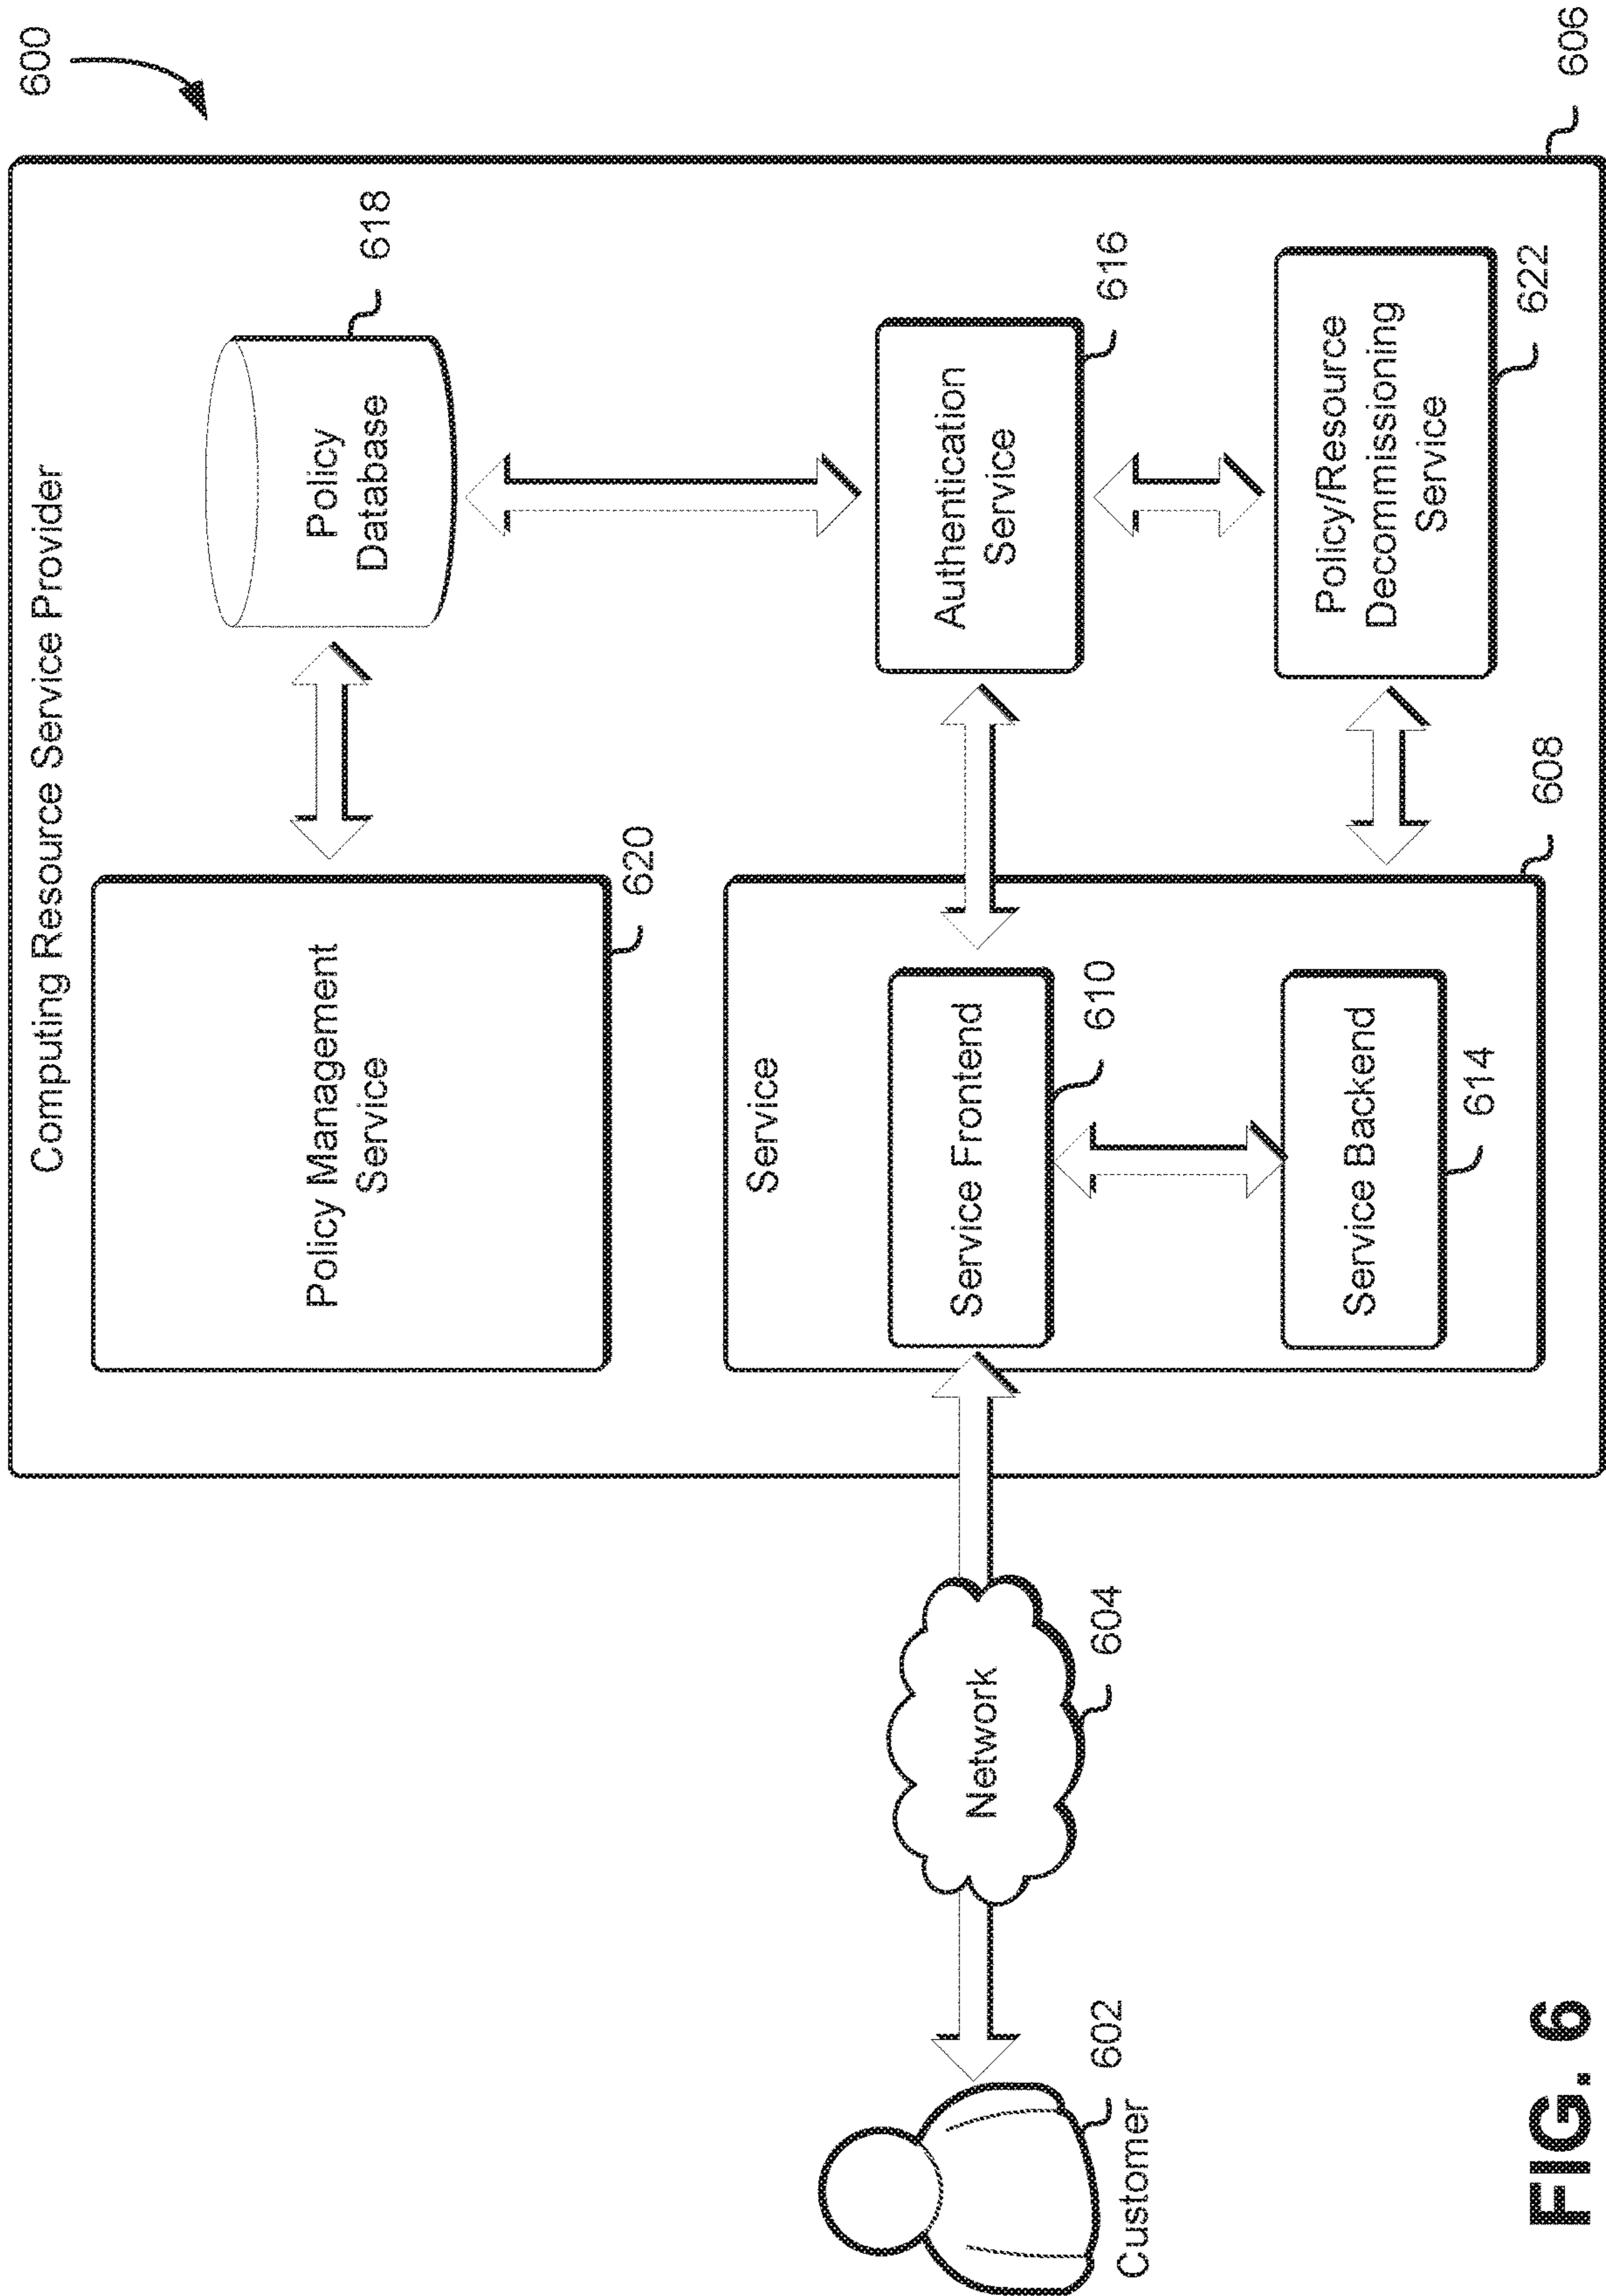 600
Computing Resource Service Provider
Policy Management
Service
620
Policy
Database
618
Service
Service Frontend
610
Service Backend
614
608
Authentication
Service
616
Policy/Resource
Decommissioning
Service
622
606
Network
604
602
Customer
FIG. 6